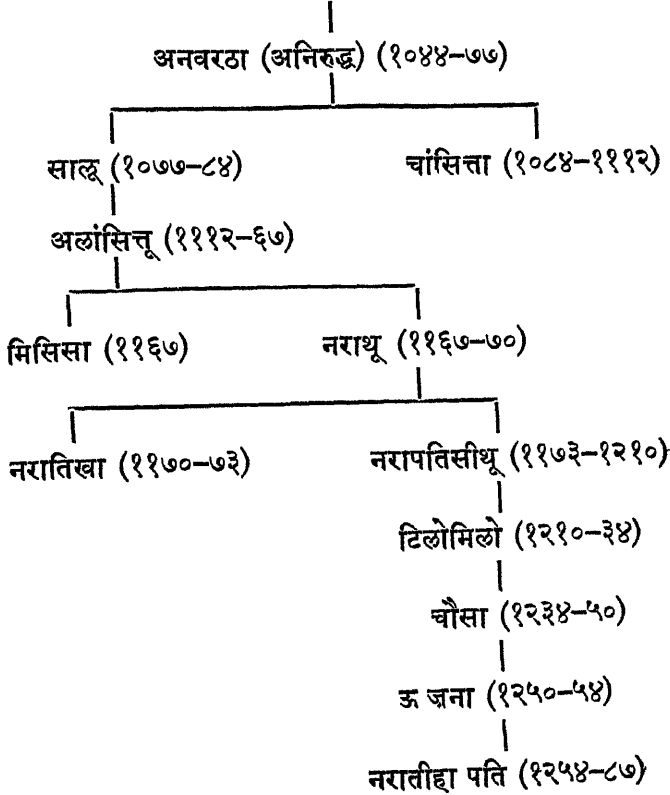 अनवरठा (अनिरुद्ध) (१०४४-७७)
सालू (१०७७-८४) चांसित्ता (१०८४-१११२)
अलांसित्तू (१११२-६७)
मिसिसा (११६७) नराथू (११६७-७०)
नरातिखा (११७०-७३) नरापतिसीथू (११७३-१२१०)
टिलोमिलो (१२१०-३४)
चौसा (१२३४-५०)
ऊ ज़ना (१२५०-५४)
नरातीहा पति (१२५४-८७)